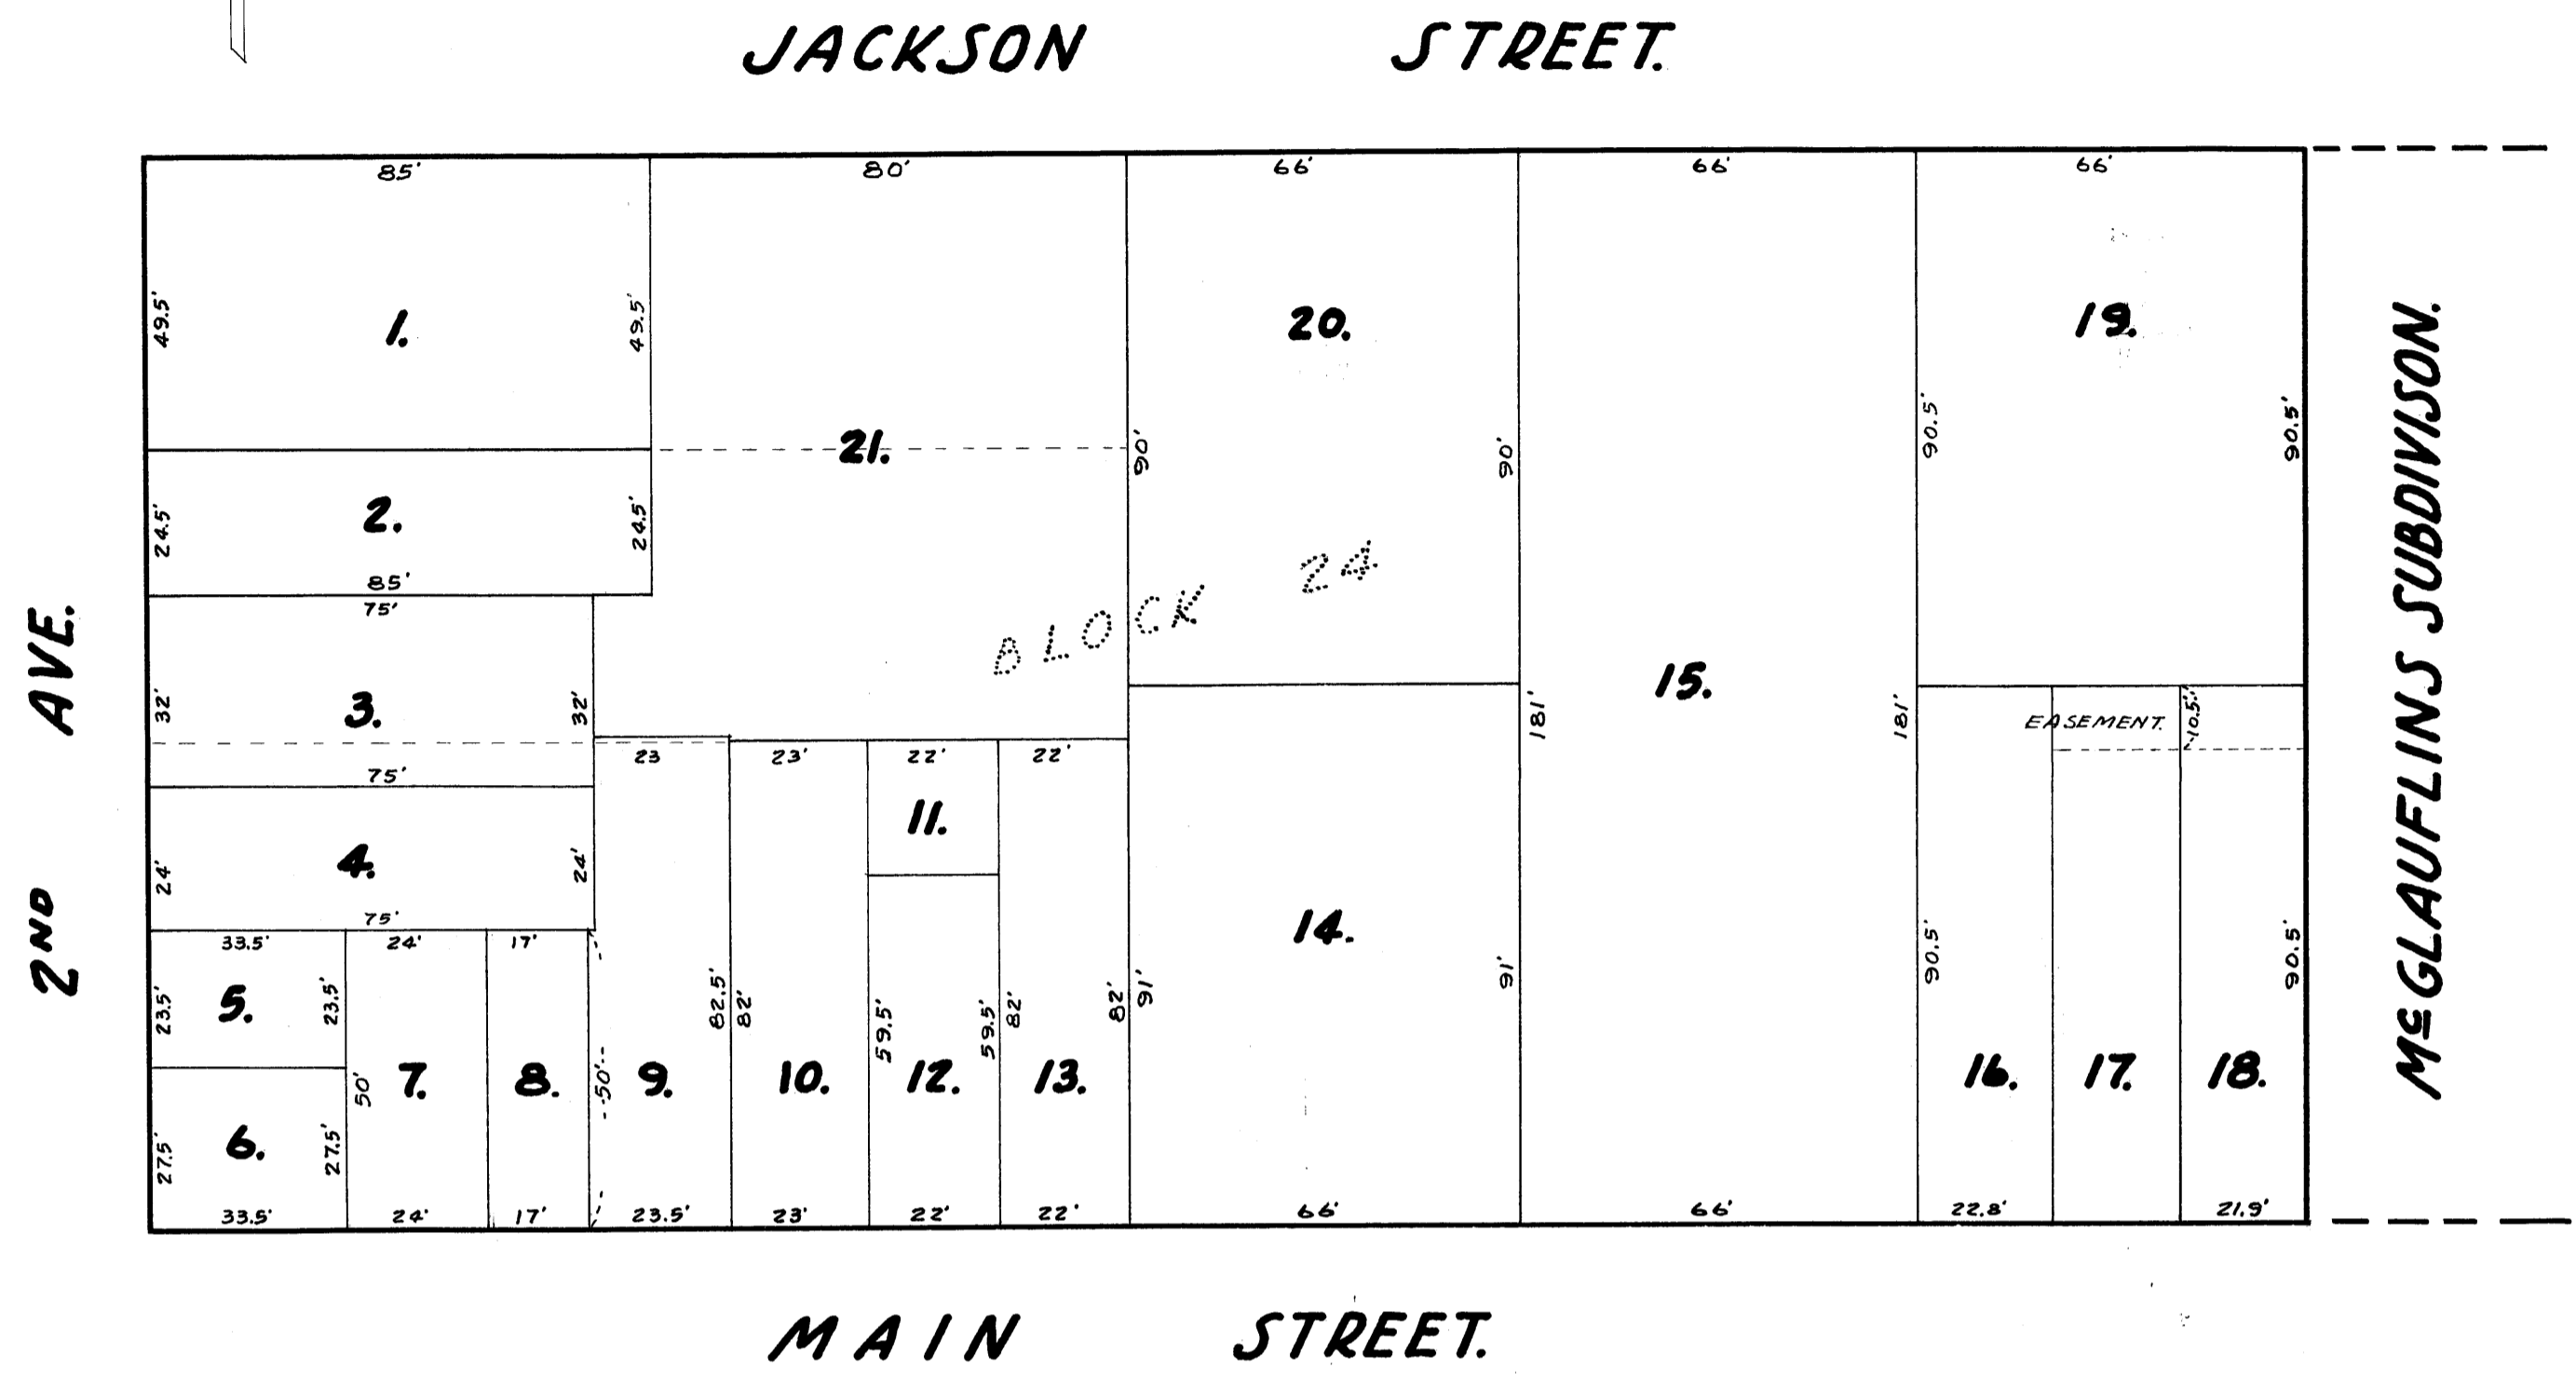 JACKSON STREET.
85' 80' 66' 66' 66'
49.5' 1. 49.5' 20. 19.
21. 90' 90' 90.5' 90.5'
24.5' 2. 24.5'
85'
75'
BLOCK 24
32' 3. 32' 15. 181' 181' EASEMENT. 10.5'
75' 23 23' 22' 22'
11.
24' 4. 24'
75' 14.
33.5' 24' 17'
23.5' 5. 23.5' 82.5' 82' 59.5' 59.5' 82' 82' 91' 91' 90.5' 90.5'
50' 7. 8. 50' 9. 10. 12. 13. 16. 17. 18.
27.5' 6. 27.5'
33.5' 24' 17' 23.5' 23' 22' 22' 66' 66' 22.8' 21.9'
2ND AVE.
McGLAUFLINS SUBDIVISON.
MAIN STREET.